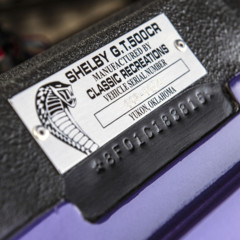 SHELBY G.T.500CR
MANUFACTURED BY
CLASSIC RECREATIONS
VEHICLE SERIAL NUMBER
YUKON, OKLAHOMA